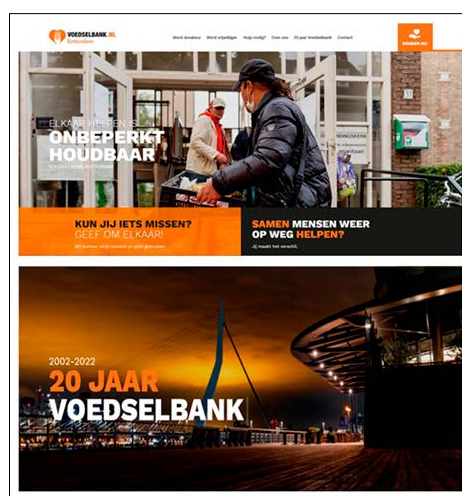 VOEDSELBANK.NL
Rotterdam
Word donateur Word vrijwilliger Hulp nodig? Over ons 20 jaar Voedselbank Contact
DONEER NU
ELKAAR HELPEN IS
ONBEPERKT
HOUDBAAR
KUN JIJ IETS MISSEN?
GEEF OM ELKAAR!
SAMEN MENSEN WEER
OP WEG HELPEN?
Jij maakt het verschil.
2002-2022
20 JAAR
VOEDSELBANK